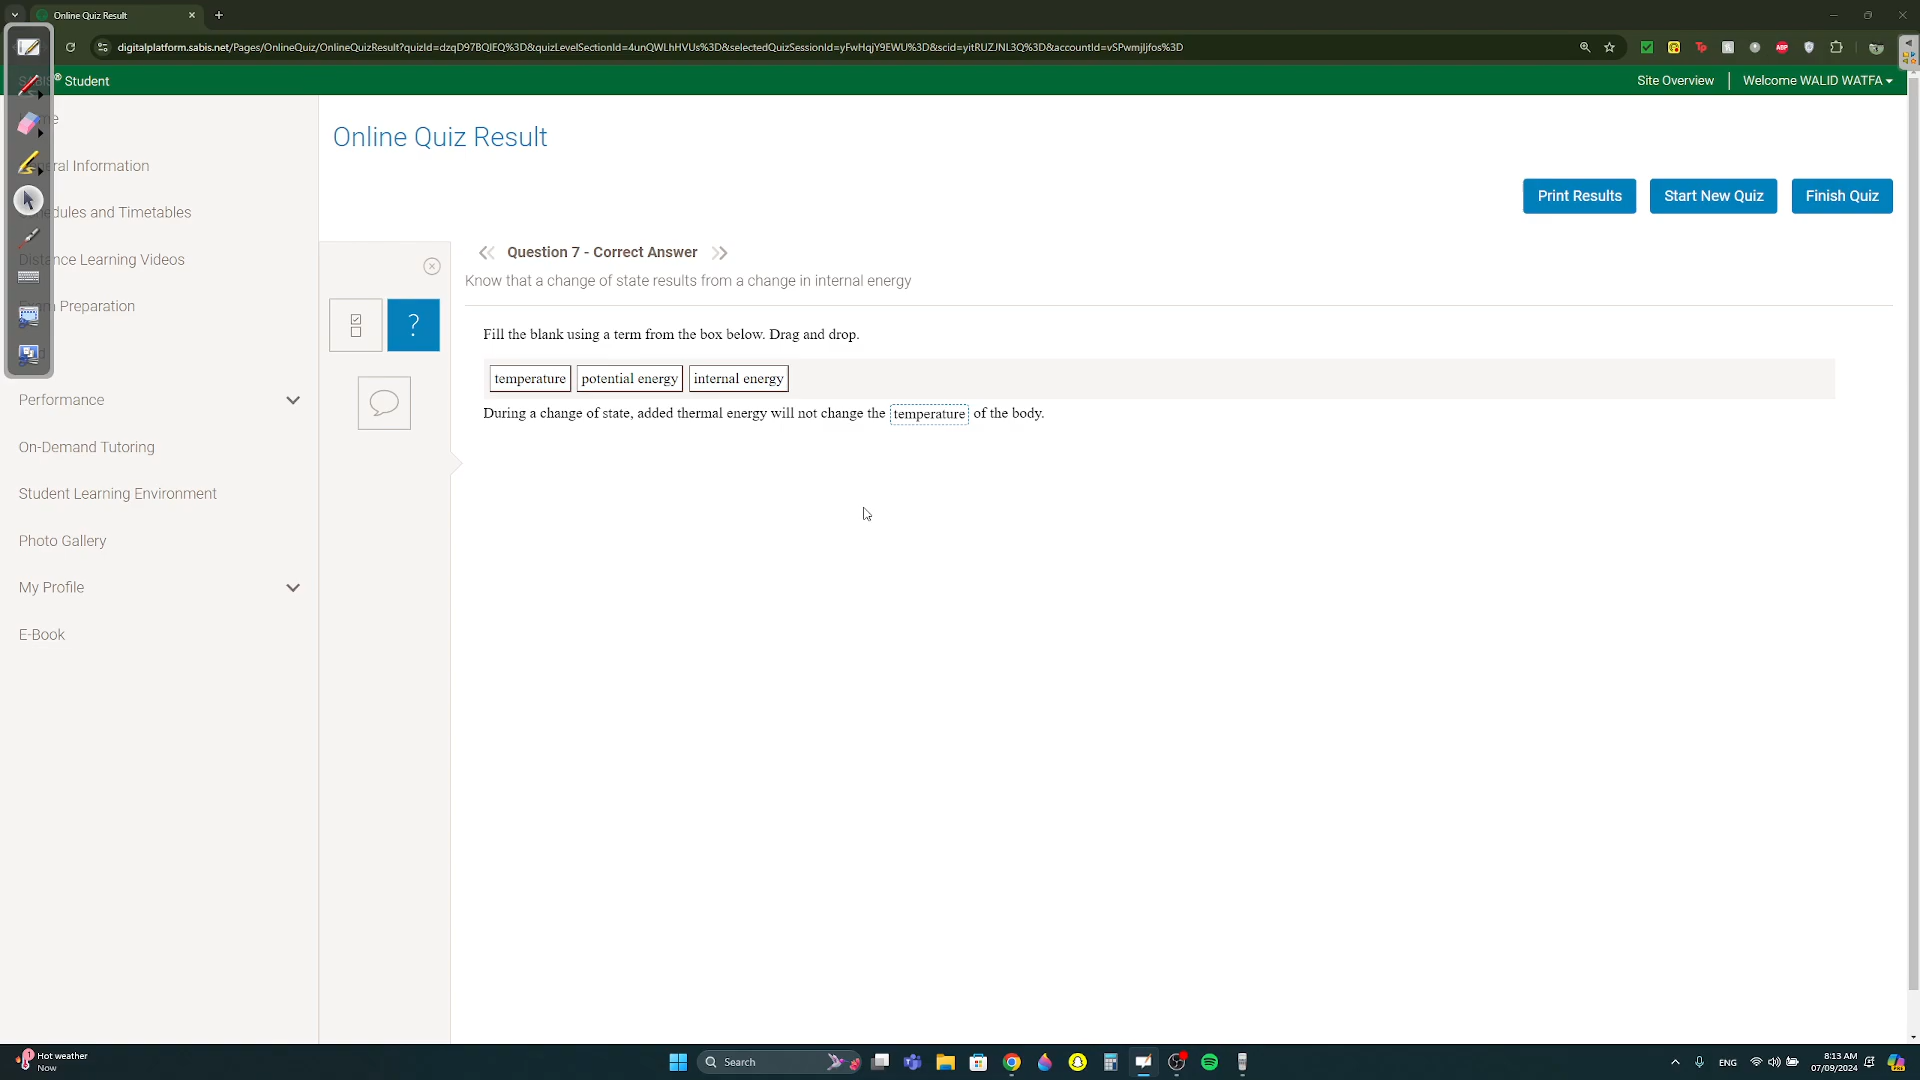 Online Quiz Result
digitalplatform.sabis.net/Pages/OnlineQuiz/OnlineQuizResult?quizId=dzqD97BQIEQ%3D&quizLevelSectionId=4unQWLhHVUs%3D&selectedQuizSessionId=yFwHqjY9EWU%3D&scid=yitRUZJNL3Q%3D&accountId=vSPwmjljfos%3D
® Student
Site Overview
Welcome WALID WATFA
Online Quiz Result
Print Results
Start New Quiz
Finish Quiz
Schedules and Timetables
Distance Learning Videos
Preparation
Performance
On-Demand Tutoring
Student Learning Environment
Photo Gallery
My Profile
E-Book
?
Question 7 - Correct Answer
Know that a change of state results from a change in internal energy
Fill the blank using a term from the box below. Drag and drop.
temperature potential energy internal energy
During a change of state, added thermal energy will not change the temperature of the body.
Hot weather
Now
Search
ENG
8:13 AM
07/09/2024